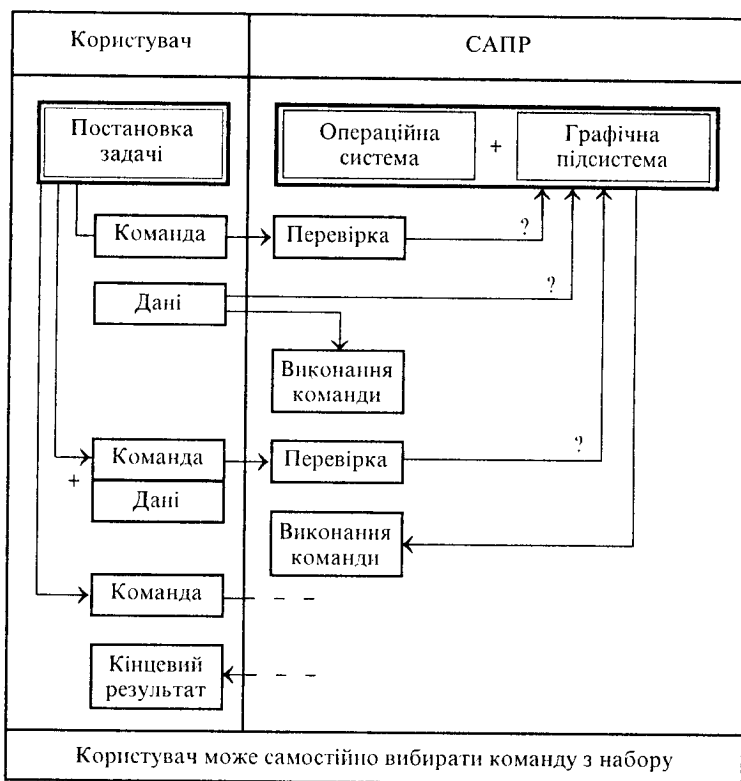 Користувач
САПР
Постановка
задачі
Операційна
система
+
Графічна
підсистема
Команда
Перевірка
?
Дані
?
Виконання
команди
Команда
Перевірка
?
+
Дані
Виконання
команди
Команда
Кінцевий
результат
Користувач може самостійно вибирати команду з набору